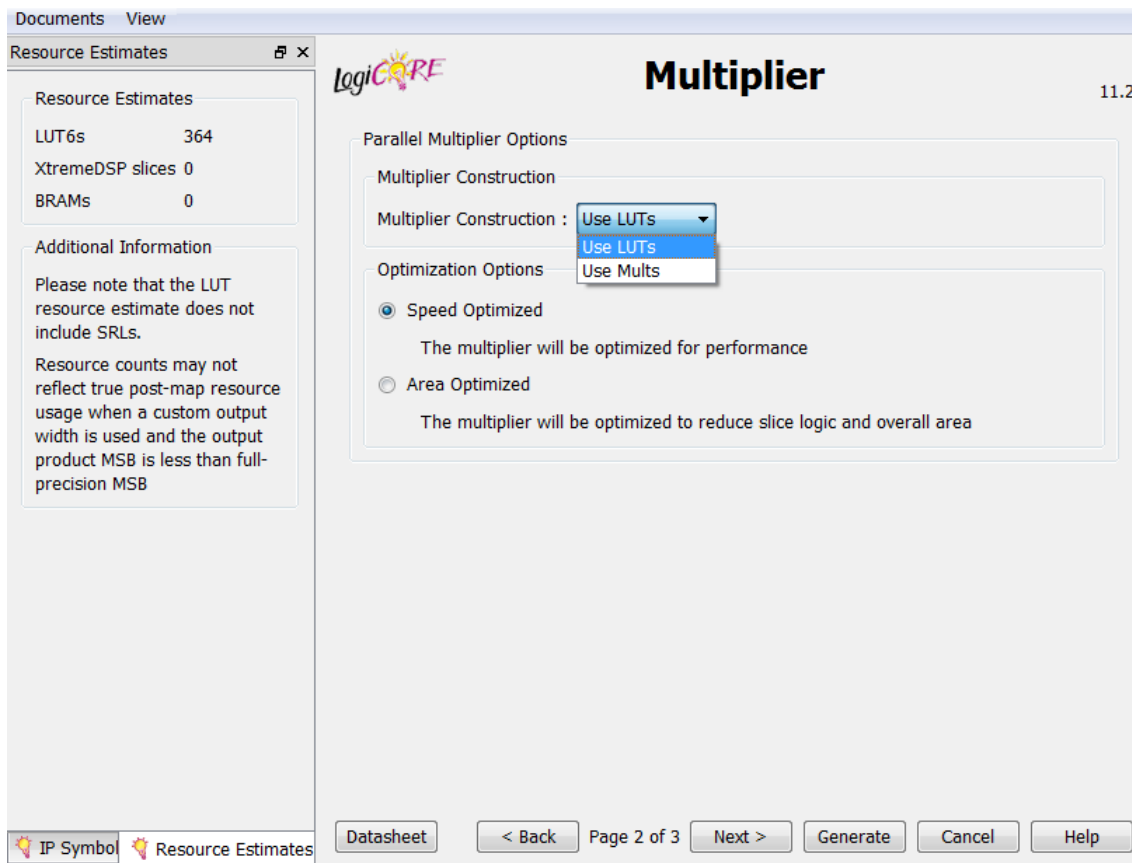 Documents View
Resource Estimates
Resource Estimates
LUT6s 364
XtremeDSP slices 0
BRAMs 0
Additional Information
Please note that the LUT
resource estimate does not
include SRLs.
Resource counts may not
reflect true post-map resource
usage when a custom output
width is used and the output
product MSB is less than full-
precision MSB
IP Symbol Resource Estimates
LogiCORE
Multiplier
11.2
Parallel Multiplier Options
Multiplier Construction
Multiplier Construction : Use LUTs
Use LUTs
Use Mults
Optimization Options
Speed Optimized
The multiplier will be optimized for performance
Area Optimized
The multiplier will be optimized to reduce slice logic and overall area
Datasheet < Back Page 2 of 3 Next > Generate Cancel Help